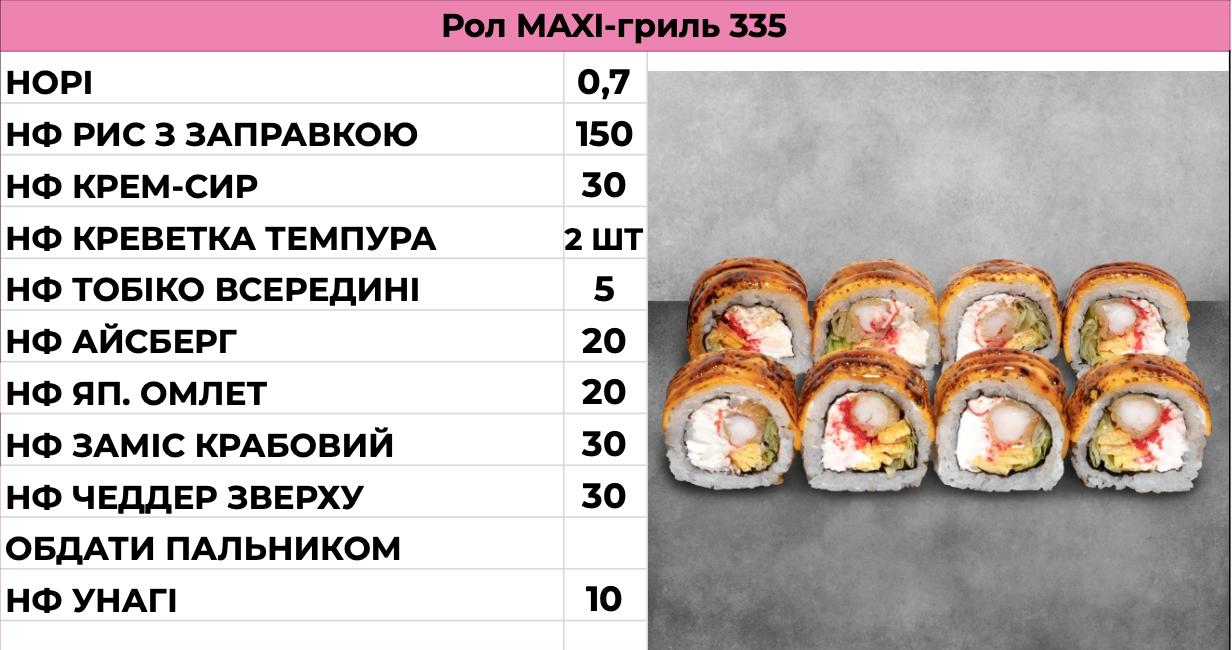 Рол MAXI-гриль 335
НОРІ 0,7
НФ РИС З ЗАПРАВКОЮ 150
НФ КРЕМ-СИР 30
НФ КРЕВЕТКА ТЕМПУРА 2 ШТ
НФ ТОБІКО ВСЕРЕДИНІ 5
НФ АЙСБЕРГ 20
НФ ЯП. ОМЛЕТ 20
НФ ЗАМІС КРАБОВИЙ 30
НФ ЧЕДДЕР ЗВЕРХУ 30
ОБДАТИ ПАЛЬНИКОМ
НФ УНАГІ 10